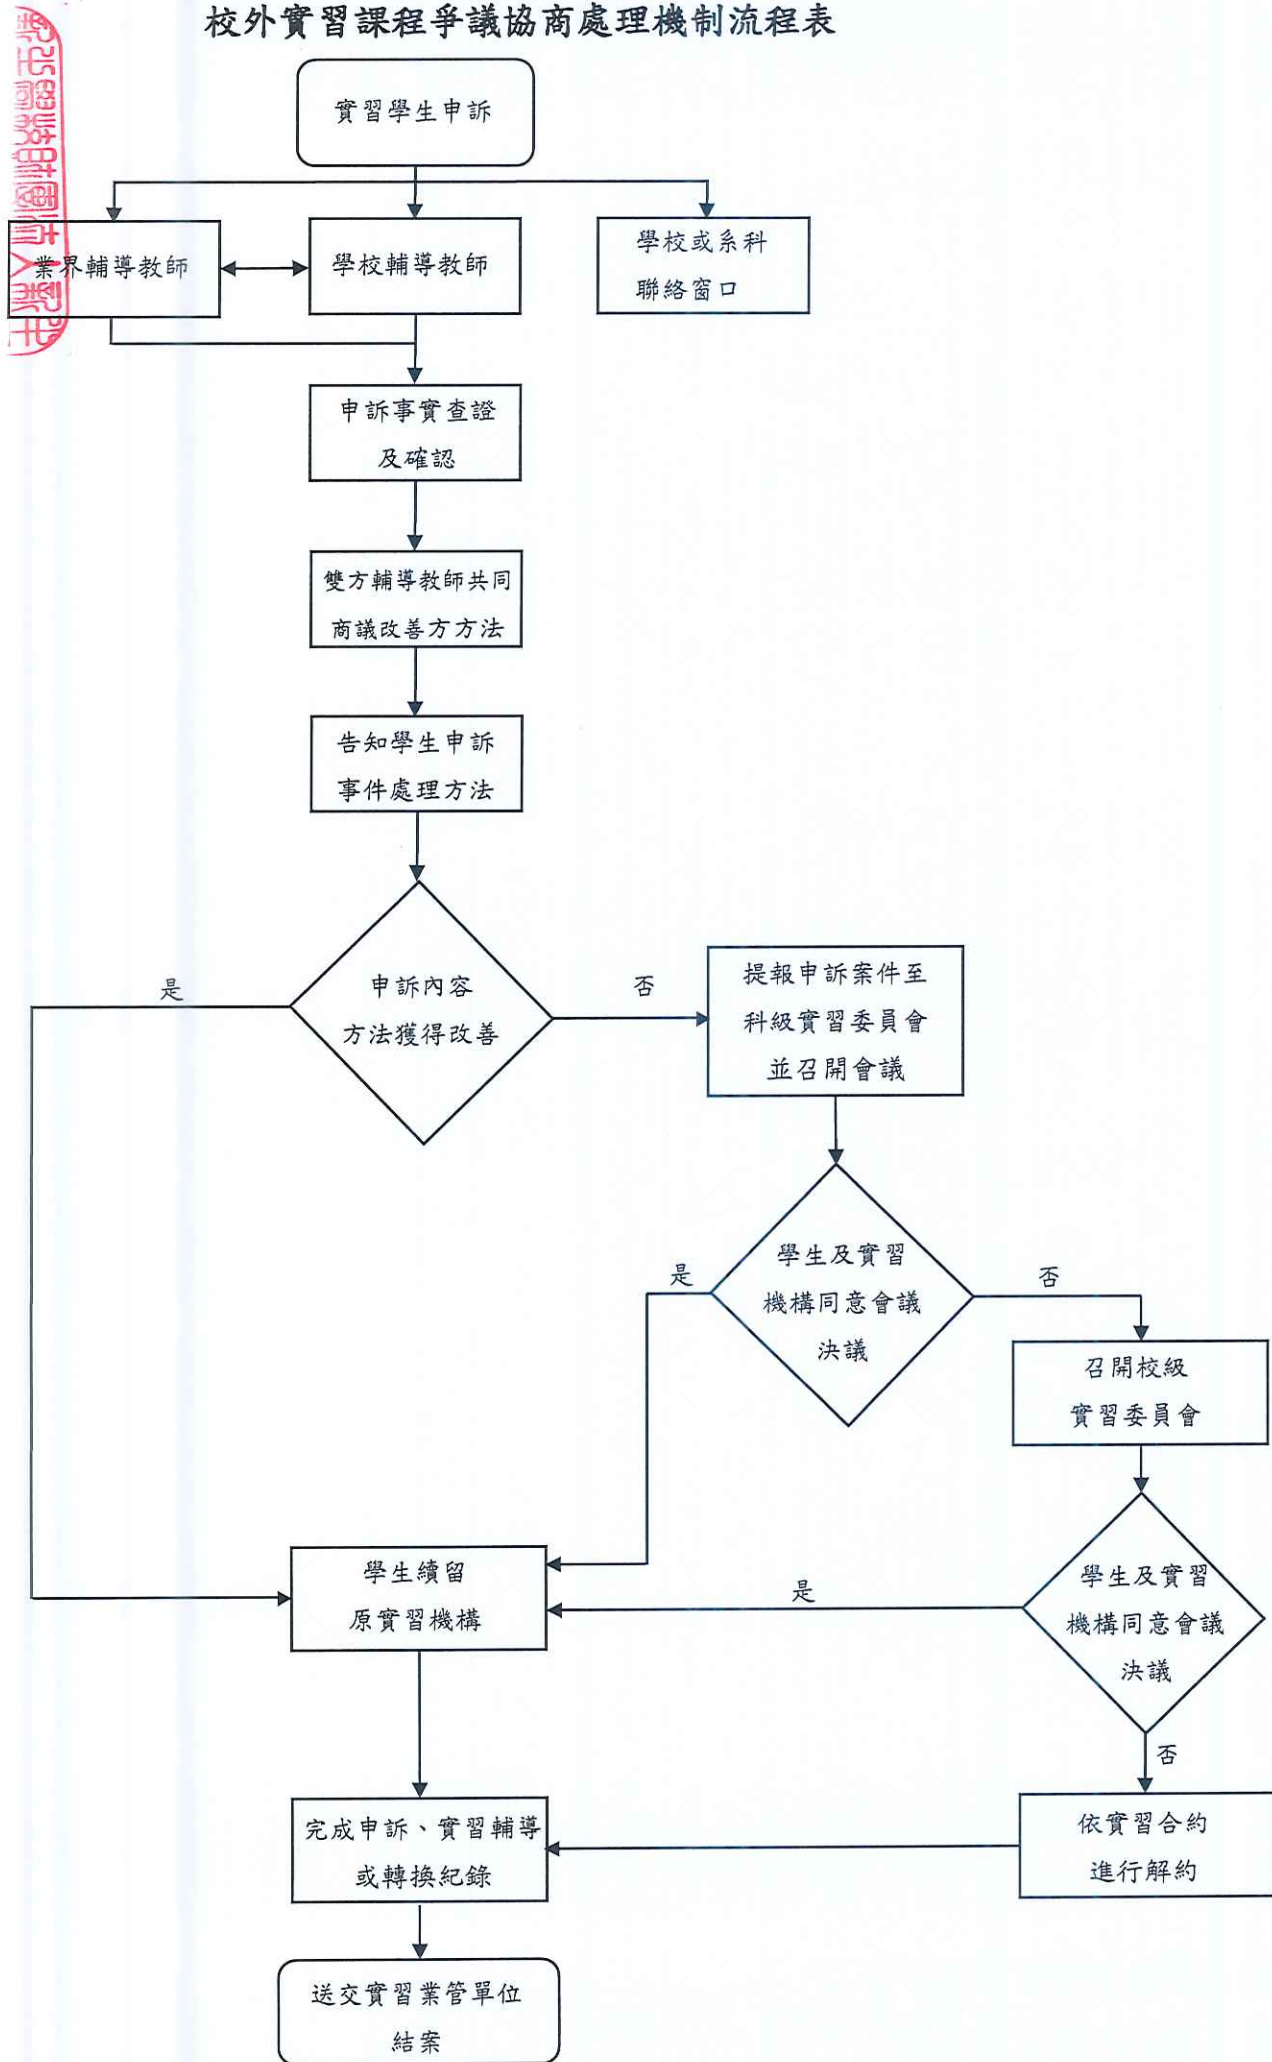 校外實習課程爭議協商處理機制流程表
實習學生申訴
業界輔導教師
學校輔導教師
學校或系科
聯絡窗口
申訴事實查證
及確認
雙方輔導教師共同
商議改善方方法
告知學生申訴
事件處理方法
申訴內容
方法獲得改善
是
否
提報申訴案件至
科級實習委員會
並召開會議
學生及實習
機構同意會議
決議
是
否
召開校級
實習委員會
學生及實習
機構同意會議
決議
是
否
學生續留
原實習機構
依實習合約
進行解約
完成申訴、實習輔導
或轉換紀錄
送交實習業管單位
結案